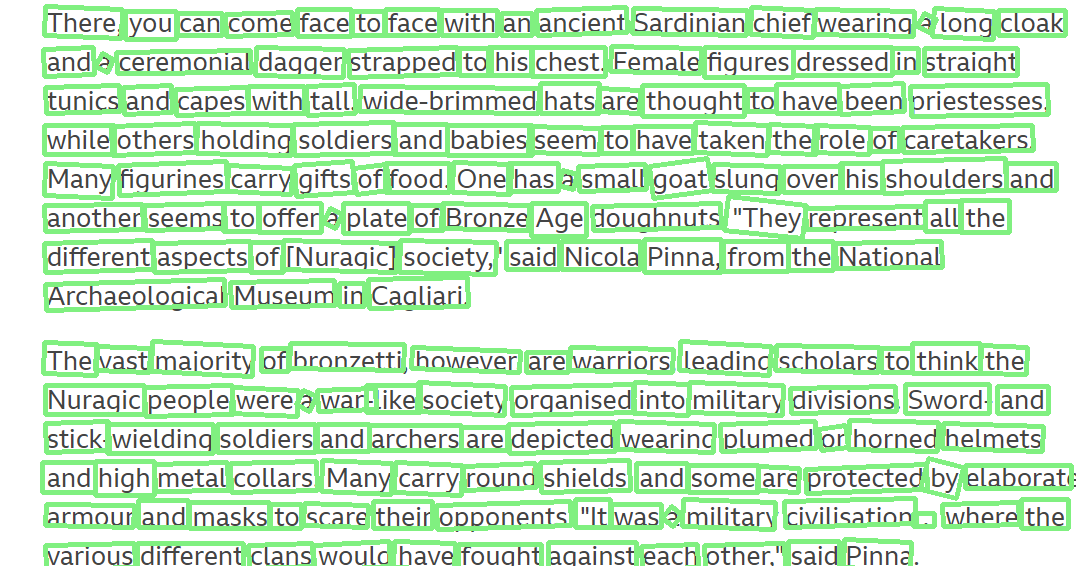 There, you can come face to face with an ancient Sardinian chief wearing a long cloak
and a ceremonial dagger strapped to his chest. Female figures dressed in straight
tunics and capes with tall, wide-brimmed hats are thought to have been priestesses,
while others holding soldiers and babies seem to have taken the role of caretakers.
Many figurines carry gifts of food. One has a small goat slung over his shoulders and
another seems to offer a plate of Bronze Age doughnuts. "They represent all the
different aspects of [Nuragic] society," said Nicola Pinna, from the National
Archaeological Museum in Cagliari.
The vast majority of bronzetti, however, are warriors, leading scholars to think the
Nuragic people were a war-like society organised into military divisions. Sword- and
stick-wielding soldiers and archers are depicted wearing plumed or horned helmets
and high metal collars. Many carry round shields, and some are protected by elaborate
armour and masks to scare their opponents. "It was a military civilisation... where the
various different clans would have fought against each other," said Pinna.